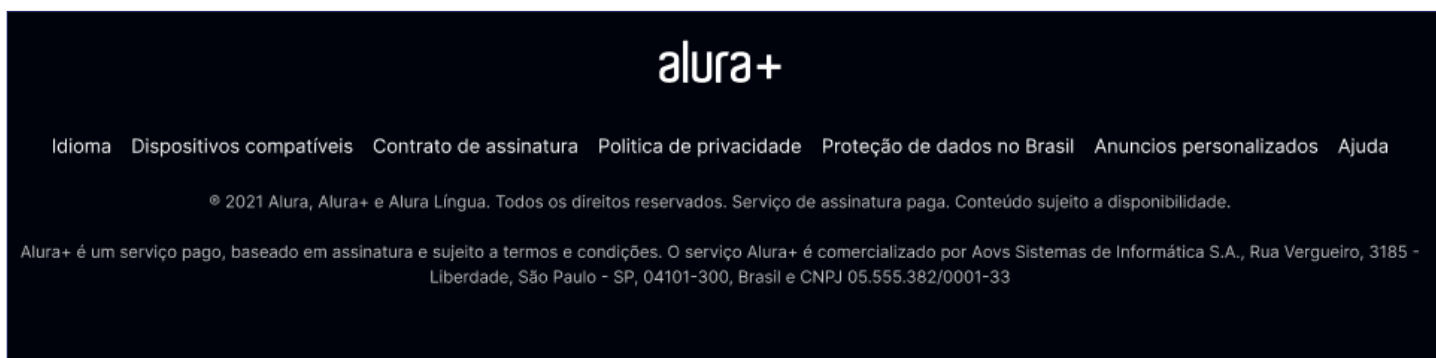 alura+
Idioma Dispositivos compatíveis Contrato de assinatura Politica de privacidade Proteção de dados no Brasil Anuncios personalizados Ajuda
® 2021 Alura, Alura+ e Alura Língua. Todos os direitos reservados. Serviço de assinatura paga. Conteúdo sujeito a disponibilidade.
Alura+ é um serviço pago, baseado em assinatura e sujeito a termos e condições. O serviço Alura+ é comercializado por Aovs Sistemas de Informática S.A., Rua Vergueiro, 3185 -
Liberdade, São Paulo - SP, 04101-300, Brasil e CNPJ 05.555.382/0001-33